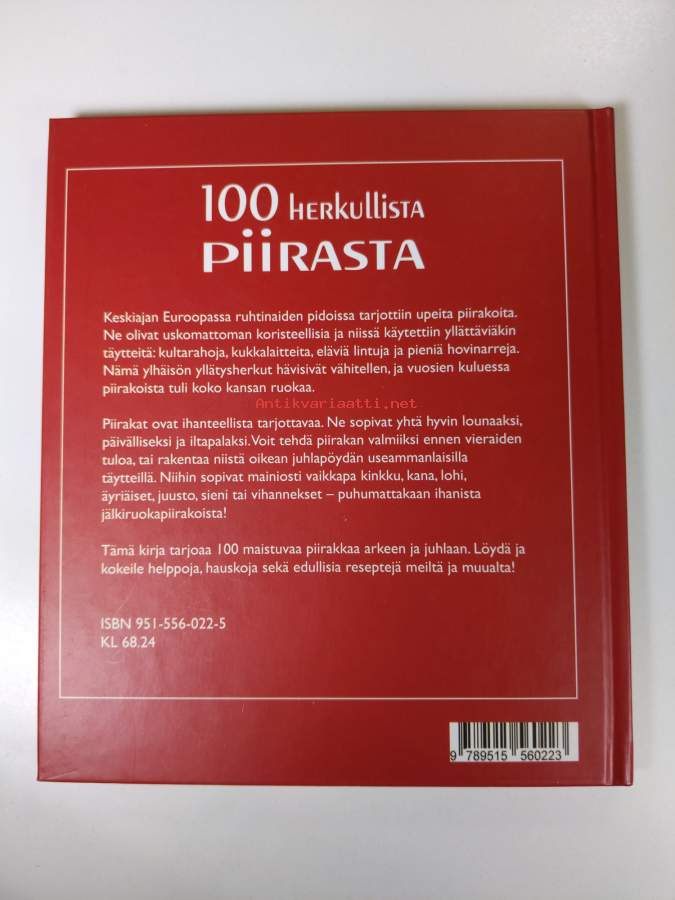 100 HERKULLISTA
PIIRASTA
Keskiajan Euroopassa ruhtinaiden pidoissa tarjottiin upeita piirakoita.
Ne olivat uskomattoman koristeellisia ja niissä käytettiin yllättäviäkin
täytteitä: kultarahoja, kukkalaitteita, eläviä lintuja ja pieniä hovinarreja.
Nämä ylhäisön yllätysherkut hävisivät vähitellen, ja vuosien kuluessa
piirakoista tuli koko kansan ruokaa.
Antikvariaatti.net
Piirakat ovat ihanteellista tarjottavaa. Ne sopivat yhtä hyvin lounaaksi,
päivälliseksi ja iltapalaksi. Voit tehdä piirakan valmiiksi ennen vieraiden
tuloa, tai rakentaa niistä oikean juhlapöydän useammanlaisilla
täytteillä. Niihin sopivat mainiosti vaikkapa kinkku, kana, lohi,
äyriäiset, juusto, sieni tai vihannekset – puhumattakaan ihanista
jälkiruokapiirakoista!
Tämä kirja tarjoaa 100 maistuvaa piirakkaa arkeen ja juhlaan. Löydä ja
kokeile helppoja, hauskoja sekä edullisia reseptejä meiltä ja muualta!
ISBN 951-556-022-5
KL 68.24
9 789515 560223